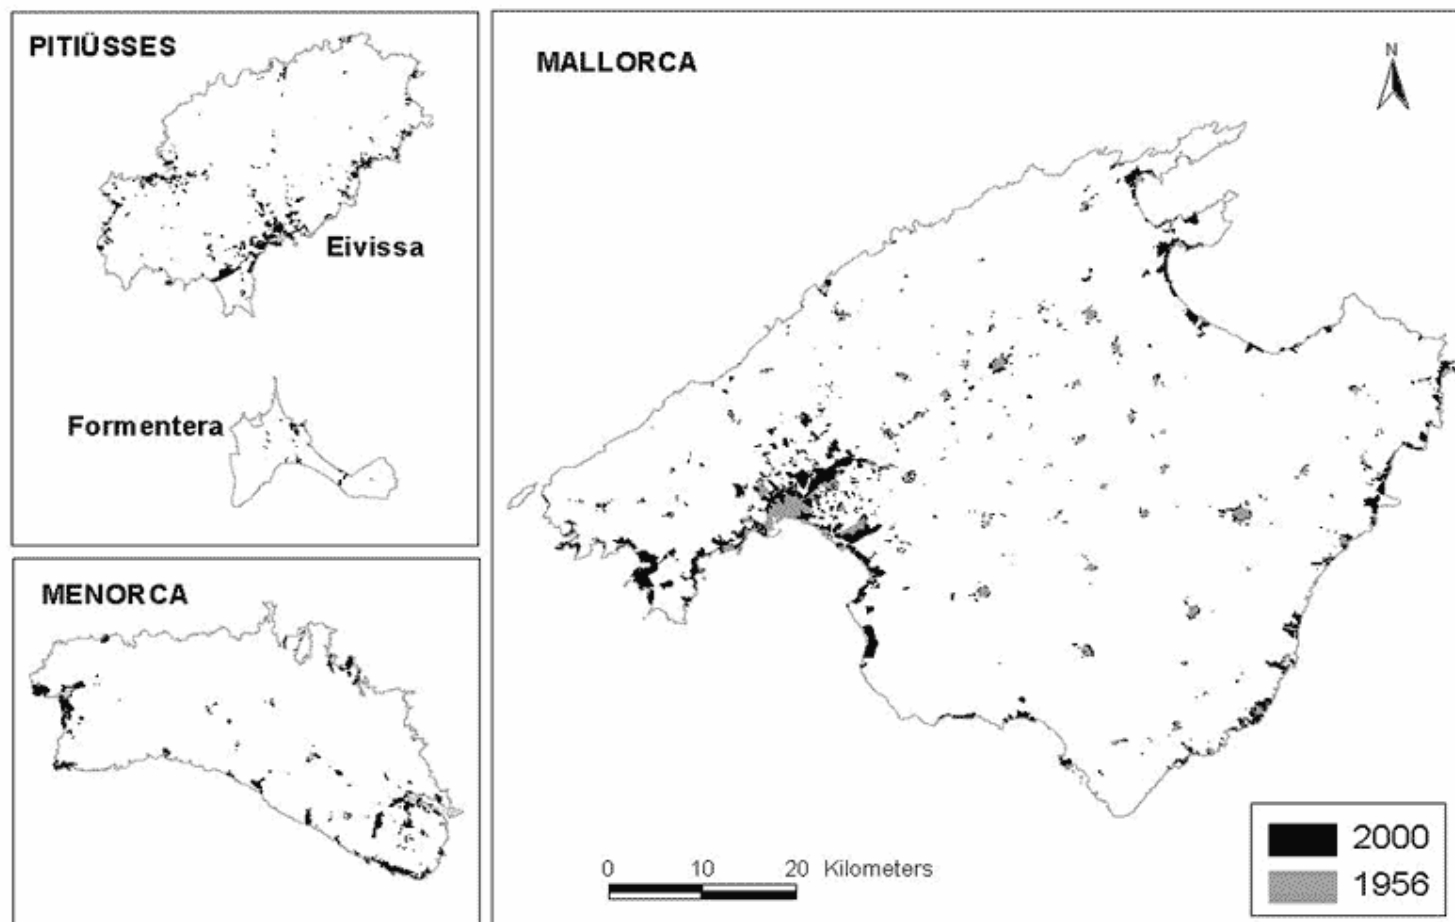 PITIÜSSES
Eivissa
Formentera
MENORCA
MALLORCA
N
0 10 20 Kilometers
2000
1956